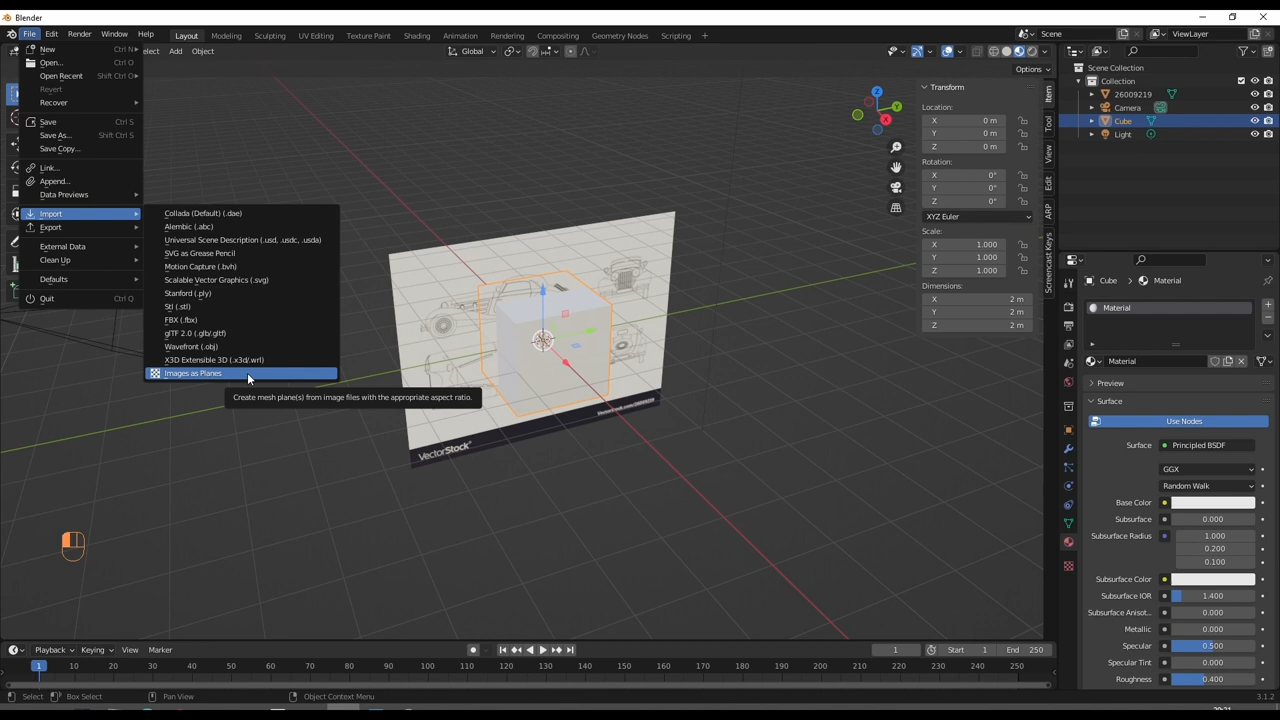 Blender
File Edit Render Window Help Layout Modeling Sculpting UV Editing Texture Paint Shading Animation Rendering Compositing Geometry Nodes Scripting + Scene ViewLayer
elect Add Object Global
Options
New Ctrl N
Open... Ctrl O
Open Recent Shift Ctrl O
Revert
Recover
Save Ctrl S
Save As... Shift Ctrl S
Save Copy...
Link...
Append...
Data Previews
Import
Export
External Data
Clean Up
Defaults
Quit Ctrl Q
Collada (Default) (.dae)
Alembic (.abc)
Universal Scene Description (.usd, .usdc, .usda)
SVG as Grease Pencil
Motion Capture (.bvh)
Scalable Vector Graphics (.svg)
Stanford (.ply)
Stl (.stl)
FBX (.fbx)
glTF 2.0 (.glb/.gltf)
Wavefront (.obj)
X3D Extensible 3D (.x3d/.wrl)
Images as Planes
Create mesh plane(s) from image files with the appropriate aspect ratio.
VectorStock®
VectorStock.com/26009219
Z
Y
X
Transform
Location:
X 0 m
Y 0 m
Z 0 m
Rotation:
X 0°
Y 0°
Z 0°
XYZ Euler
Scale:
X 1.000
Y 1.000
Z 1.000
Dimensions:
X 2 m
Y 2 m
Z 2 m
Item
Tool
View
Edit
ARP
Screencast Keys
Scene Collection
Collection
26009219
Camera
Cube
Light
Cube Material
Material
Material
Preview
Surface
Use Nodes
Surface Principled BSDF
GGX
Random Walk
Base Color
Subsurface 0.000
Subsurface Radius 1.000
0.200
0.100
Subsurface Color
Subsurface IOR 1.400
Subsurface Anisot... 0.000
Metallic 0.000
Specular 0.500
Specular Tint 0.000
Roughness 0.400
Playback Keying View Marker 1 Start 1 End 250
1 10 20 30 40 50 60 70 80 90 100 110 120 130 140 150 160 170 180 190 200 210 220 230 240 250
Select Box Select Pan View Object Context Menu 3.1.2